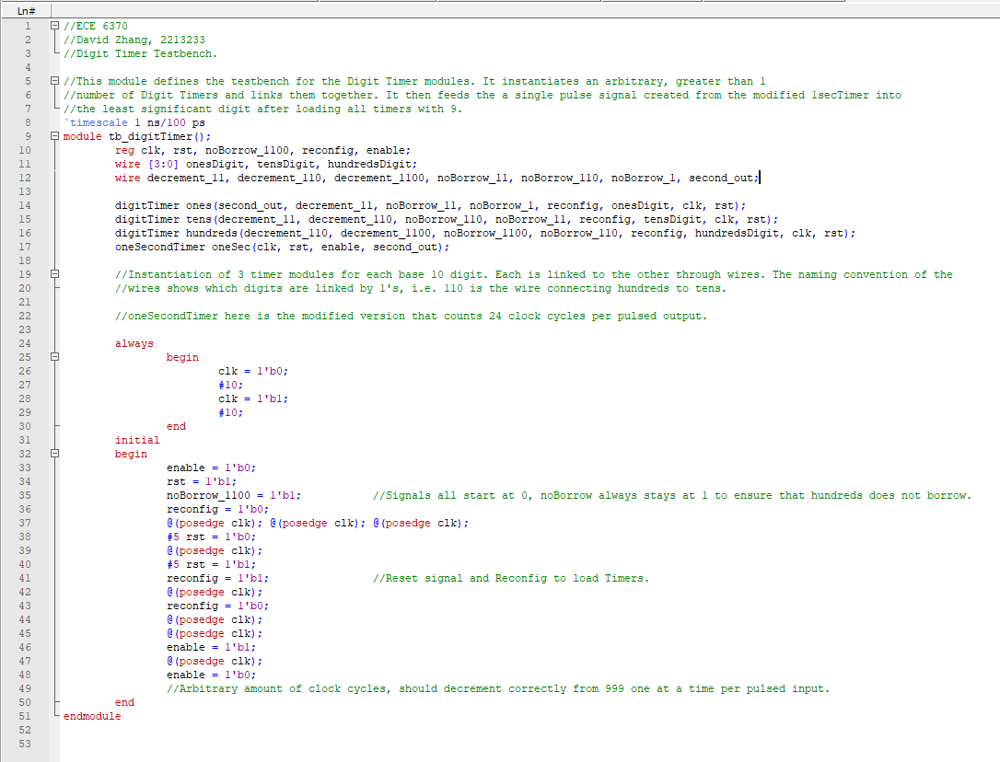 Ln#
1 //ECE 6370
2 //David Zhang, 2213233
3 //Digit Timer Testbench.
4
5 //This module defines the testbench for the Digit Timer modules. It instantiates an arbitrary, greater than 1
6 //number of Digit Timers and links them together. It then feeds the a single pulse signal created from the modified 1secTimer into
7 //the least significant digit after loading all timers with 9.
8 `timescale 1 ns/100 ps
9 module tb_digitTimer();
10 reg clk, rst, noBorrow_1100, reconfig, enable;
11 wire [3:0] onesDigit, tensDigit, hundredsDigit;
12 wire decrement_11, decrement_110, decrement_1100, noBorrow_11, noBorrow_110, noBorrow_1, second_out;
13
14 digitTimer ones(second_out, decrement_11, noBorrow_11, noBorrow_1, reconfig, onesDigit, clk, rst);
15 digitTimer tens(decrement_11, decrement_110, noBorrow_110, noBorrow_11, reconfig, tensDigit, clk, rst);
16 digitTimer hundreds(decrement_110, decrement_1100, noBorrow_1100, noBorrow_110, reconfig, hundredsDigit, clk, rst);
17 oneSecondTimer oneSec(clk, rst, enable, second_out);
18
19 //Instantiation of 3 timer modules for each base 10 digit. Each is linked to the other through wires. The naming convention of the
20 //wires shows which digits are linked by 1's, i.e. 110 is the wire connecting hundreds to tens.
21
22 //oneSecondTimer here is the modified version that counts 24 clock cycles per pulsed output.
23
24 always
25 begin
26 clk = 1'b0;
27 #10;
28 clk = 1'b1;
29 #10;
30 end
31 initial
32 begin
33 enable = 1'b0;
34 rst = 1'b1;
35 noBorrow_1100 = 1'b1; //Signals all start at 0, noBorrow always stays at 1 to ensure that hundreds does not borrow.
36 reconfig = 1'b0;
37 @(posedge clk); @(posedge clk); @(posedge clk);
38 #5 rst = 1'b0;
39 @(posedge clk);
40 #5 rst = 1'b1;
41 reconfig = 1'b1; //Reset signal and Reconfig to load Timers.
42 @(posedge clk);
43 reconfig = 1'b0;
44 @(posedge clk);
45 @(posedge clk);
46 enable = 1'b1;
47 @(posedge clk);
48 enable = 1'b0;
49 //Arbitrary amount of clock cycles, should decrement correctly from 999 one at a time per pulsed input.
50 end
51 endmodule
52
53